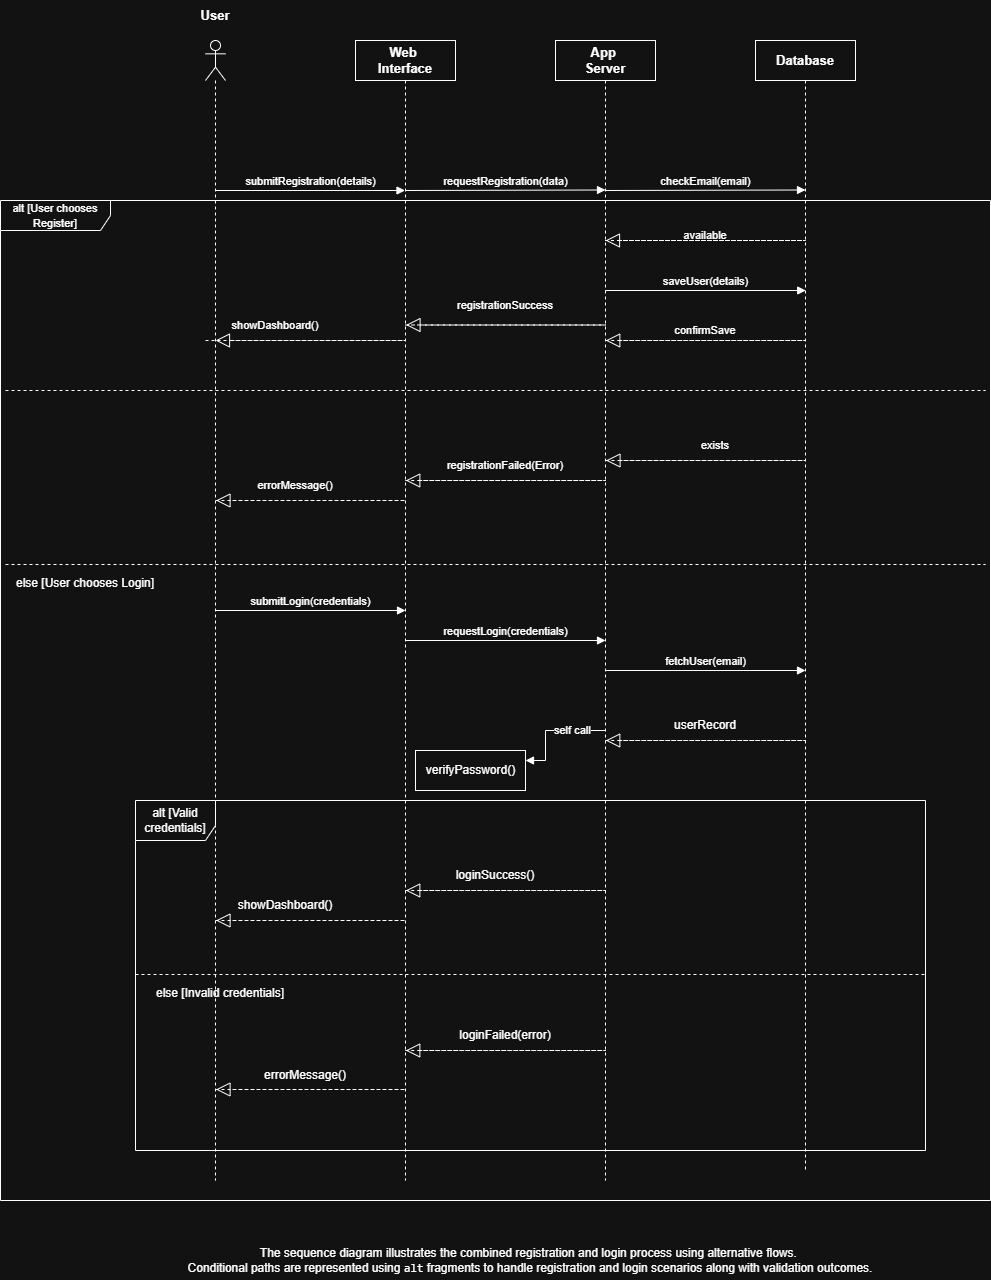 User
Web
Interface
App
Server
Database
submitRegistration(details)
requestRegistration(data)
checkEmail(email)
alt [User chooses
Register]
available
saveUser(details)
registrationSuccess
showDashboard()
confirmSave
exists
registrationFailed(Error)
errorMessage()
else [User chooses Login]
submitLogin(credentials)
requestLogin(credentials)
fetchUser(email)
userRecord
self call
verifyPassword()
alt [Valid
credentials]
loginSuccess()
showDashboard()
else [Invalid credentials]
loginFailed(error)
errorMessage()
The sequence diagram illustrates the combined registration and login process using alternative flows.
Conditional paths are represented using alt fragments to handle registration and login scenarios along with validation outcomes.